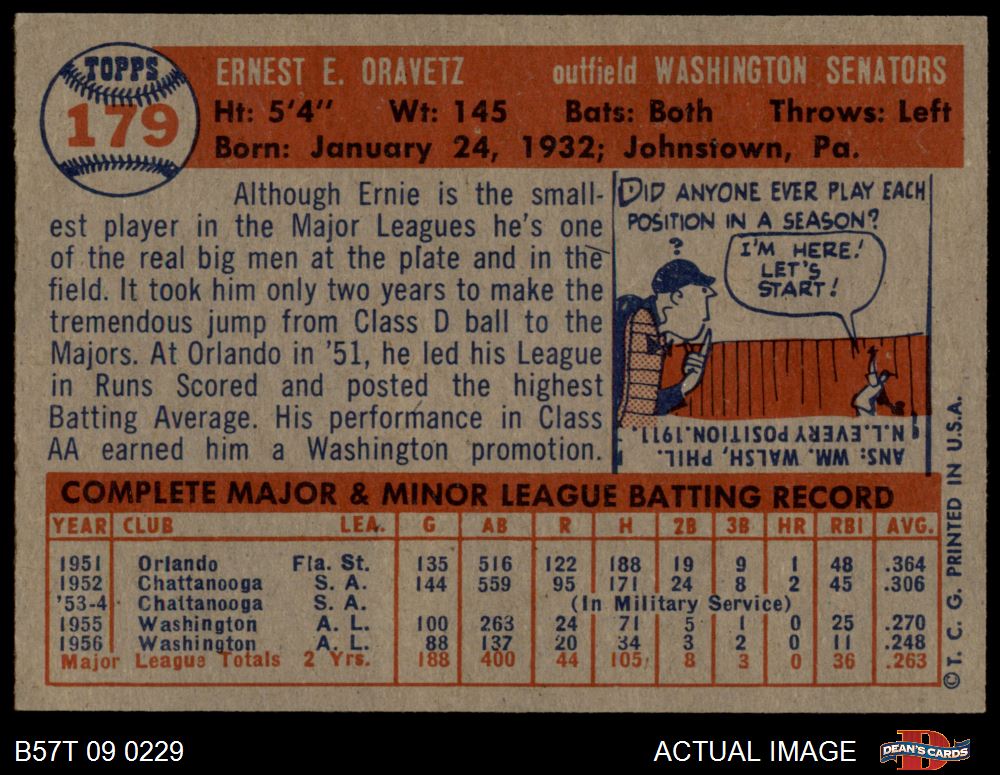 TOPPS
179
ERNEST E. ORAVETZ outfield WASHINGTON SENATORS
Ht: 5'4" Wt: 145 Bats: Both Throws: Left
Born: January 24, 1932; Johnstown, Pa.
Although Ernie is the small-
est player in the Major Leagues he's one
of the real big men at the plate and in the
field. It took him only two years to make the
tremendous jump from Class D ball to the
Majors. At Orlando in '51, he led his League
in Runs Scored and posted the highest
Batting Average. His performance in Class
AA earned him a Washington promotion.
DID ANYONE EVER PLAY EACH
POSITION IN A SEASON?
?
I'M HERE!
LET'S
START!
ANS: WM. WALSH, PHIL.
N.L. EVERY POSITION. 1911.
COMPLETE MAJOR & MINOR LEAGUE BATTING RECORD
YEAR CLUB LEA. G AB R H 2B 3B HR RBI AVG.
1951 Orlando Fla. St. 135 516 122 188 19 9 1 48 .364
1952 Chattanooga S. A. 144 559 95 171 24 8 2 45 .306
'53-4 Chattanooga S. A. (In Military Service)
1955 Washington A. L. 100 263 24 71 5 1 0 25 .270
1956 Washington A. L. 88 137 20 34 3 2 0 11 .248
Major League Totals 2 Yrs. 188 400 44 105 8 3 0 36 .263
© T. C. G. PRINTED IN U.S.A.
B57T 09 0229 ACTUAL IMAGE DEAN'S CARDS